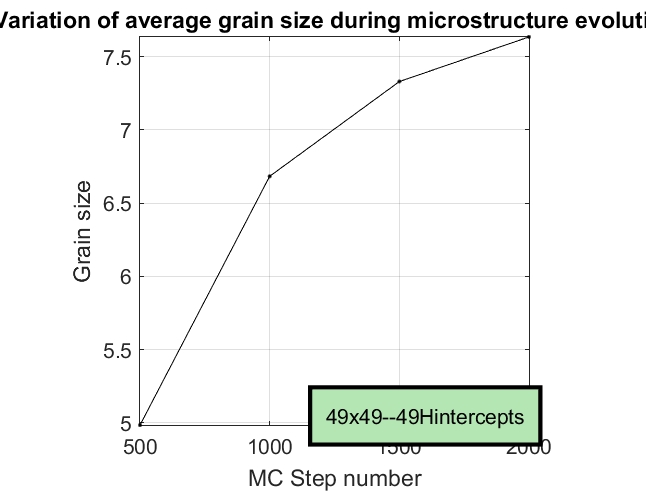 Variation of average grain size during microstructure evoluti
7.5
7
6.5
6
5.5
5
Grain size
49x49--49Hintercepts
500 1000 1500 2000
MC Step number